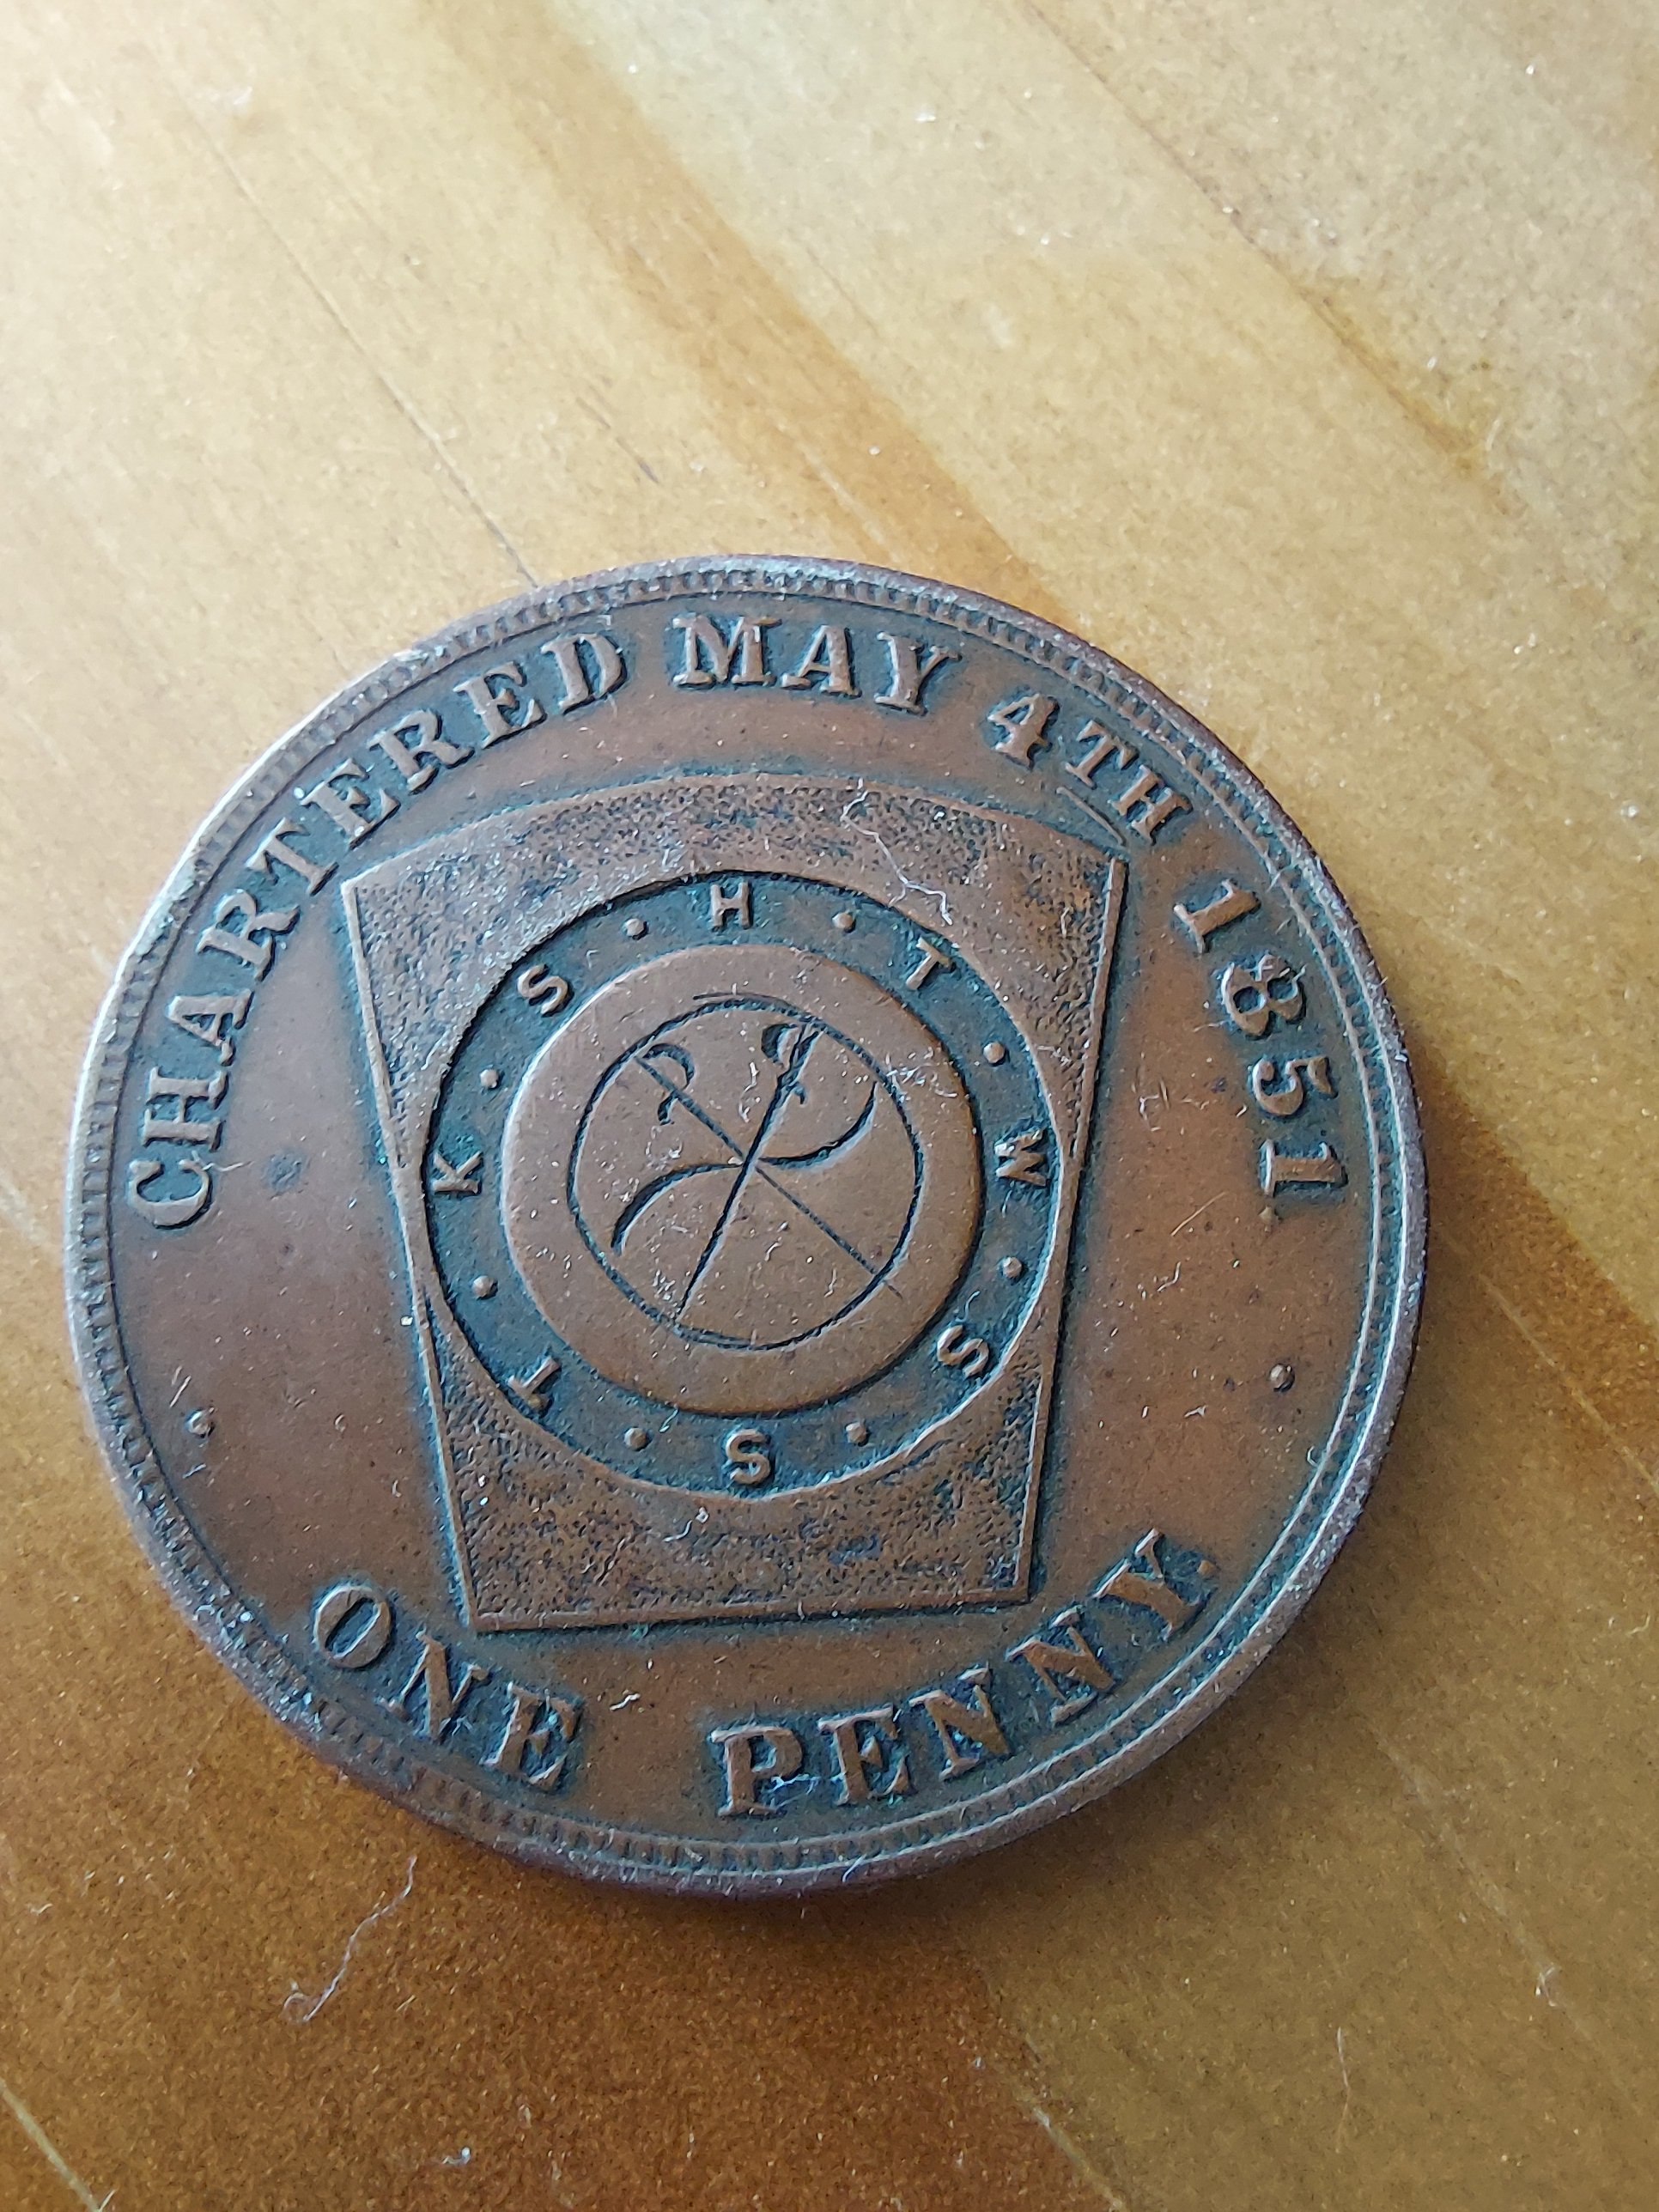 CHARTERED MAY 4TH 1851
H · T · W · S · S · T · K · S ·
ONE PENNY.